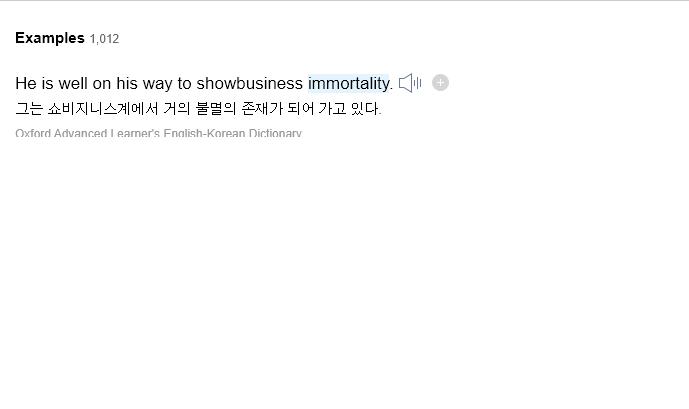 Examples 1,012
He is well on his way to showbusiness immortality.
그는 쇼비지니스계에서 거의 불멸의 존재가 되어 가고 있다.
Oxford Advanced Learner's English-Korean Dictionary